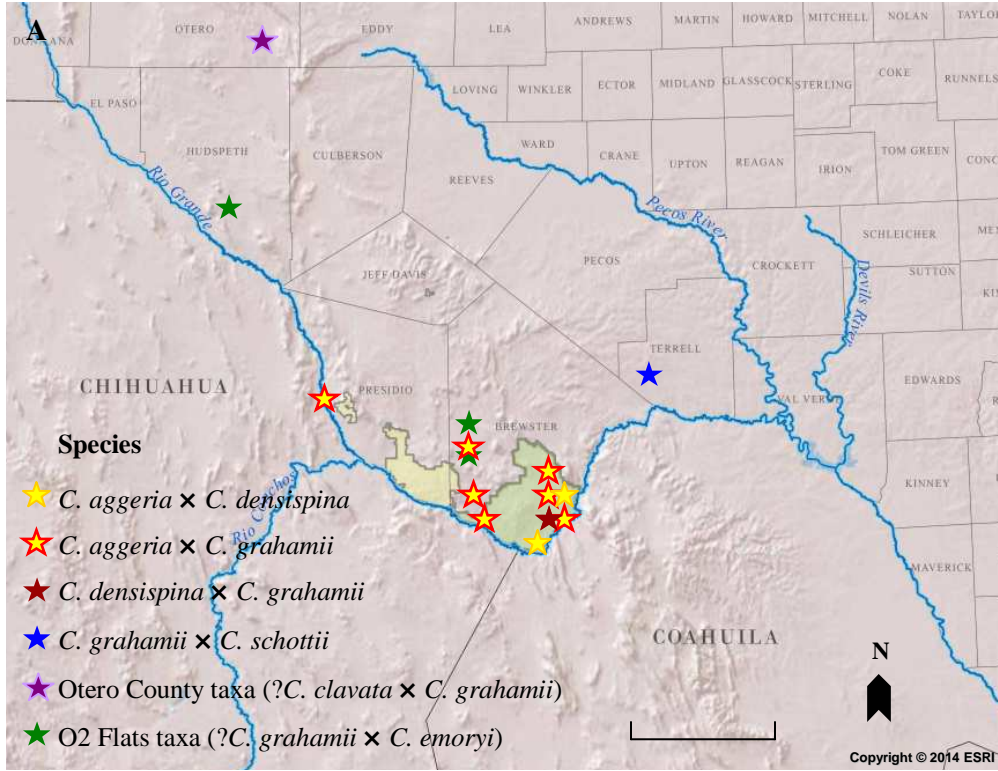 A
DONA ANA
OTERO
EDDY
LEA
ANDREWS
MARTIN
HOWARD
MITCHELL
NOLAN
TAYLOR
EL PASO
LOVING
WINKLER
ECTOR
MIDLAND
GLASSCOCK
STERLING
COKE
RUNNELS
HUDSPETH
CULBERSON
WARD
REEVES
CRANE
UPTON
REAGAN
IRION
TOM GREEN
CONC
Rio Grande
Pecos River
Devils River
JEFF DAVIS
PECOS
CROCKETT
SCHLEICHER
ME
SUTTON
KI
TERRELL
CHIHUAHUA
PRESIDIO
BREWSTER
VAL VERDE
EDWARDS
R
KINNEY
MAVERICK
Rio Conchos
COAHUILA
Species
C. aggeria × C. densispina
C. aggeria × C. grahamii
C. densispina × C. grahamii
C. grahamii × C. schottii
Otero County taxa (?C. clavata × C. grahamii)
O2 Flats taxa (?C. grahamii × C. emoryi)
N
Copyright © 2014 ESRI